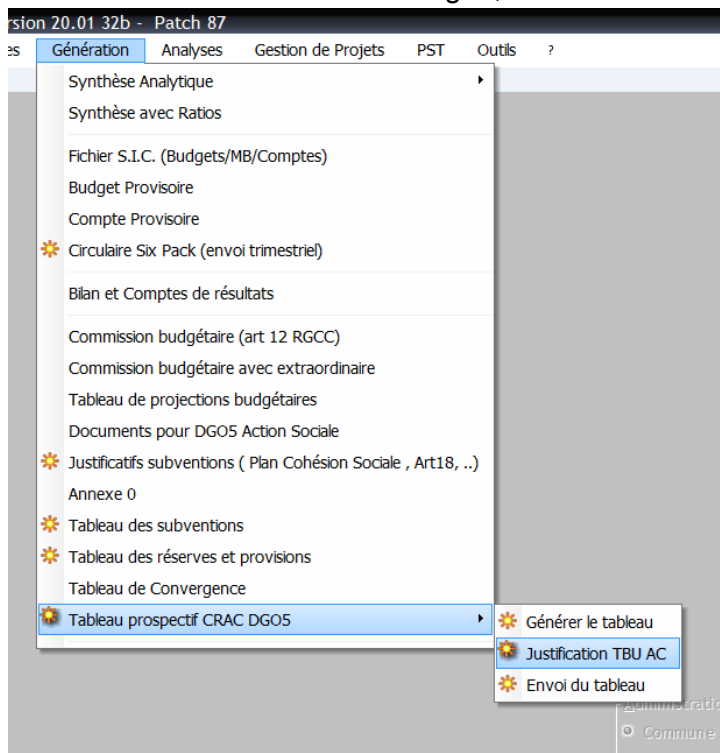 20.01 32b - Patch 87
Génération Analyses Gestion de Projets PST Outils ?
Synthèse Analytique
Synthèse avec Ratios
Fichier S.I.C. (Budgets/MB/Comptes)
Budget Provisoire
Compte Provisoire
Circulaire Six Pack (envoi trimestriel)
Bilan et Comptes de résultats
Commission budgétaire (art 12 RGCC)
Commission budgétaire avec extraordinaire
Tableau de projections budgétaires
Documents pour DGO5 Action Sociale
Justificatifs subventions ( Plan Cohésion Sociale , Art18, ..)
Annexe 0
Tableau des subventions
Tableau des réserves et provisions
Tableau de Convergence
Tableau prospectif CRAC DGO5
Générer le tableau
Justification TBU AC
Envoi du tableau
Commune